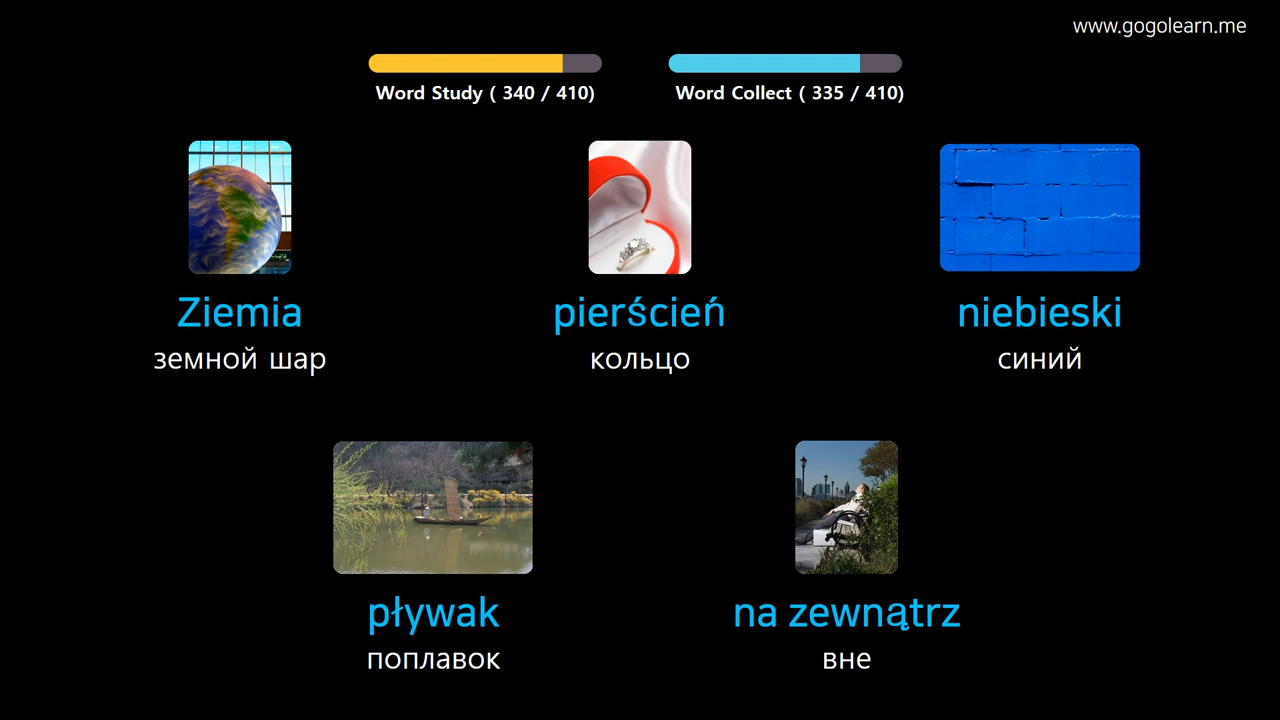 www.gogolearn.me
Word Study ( 340 / 410)
Word Collect ( 335 / 410)
Ziemia
земной шар
pierścień
кольцо
niebieski
синий
pływak
поплавок
na zewnątrz
вне